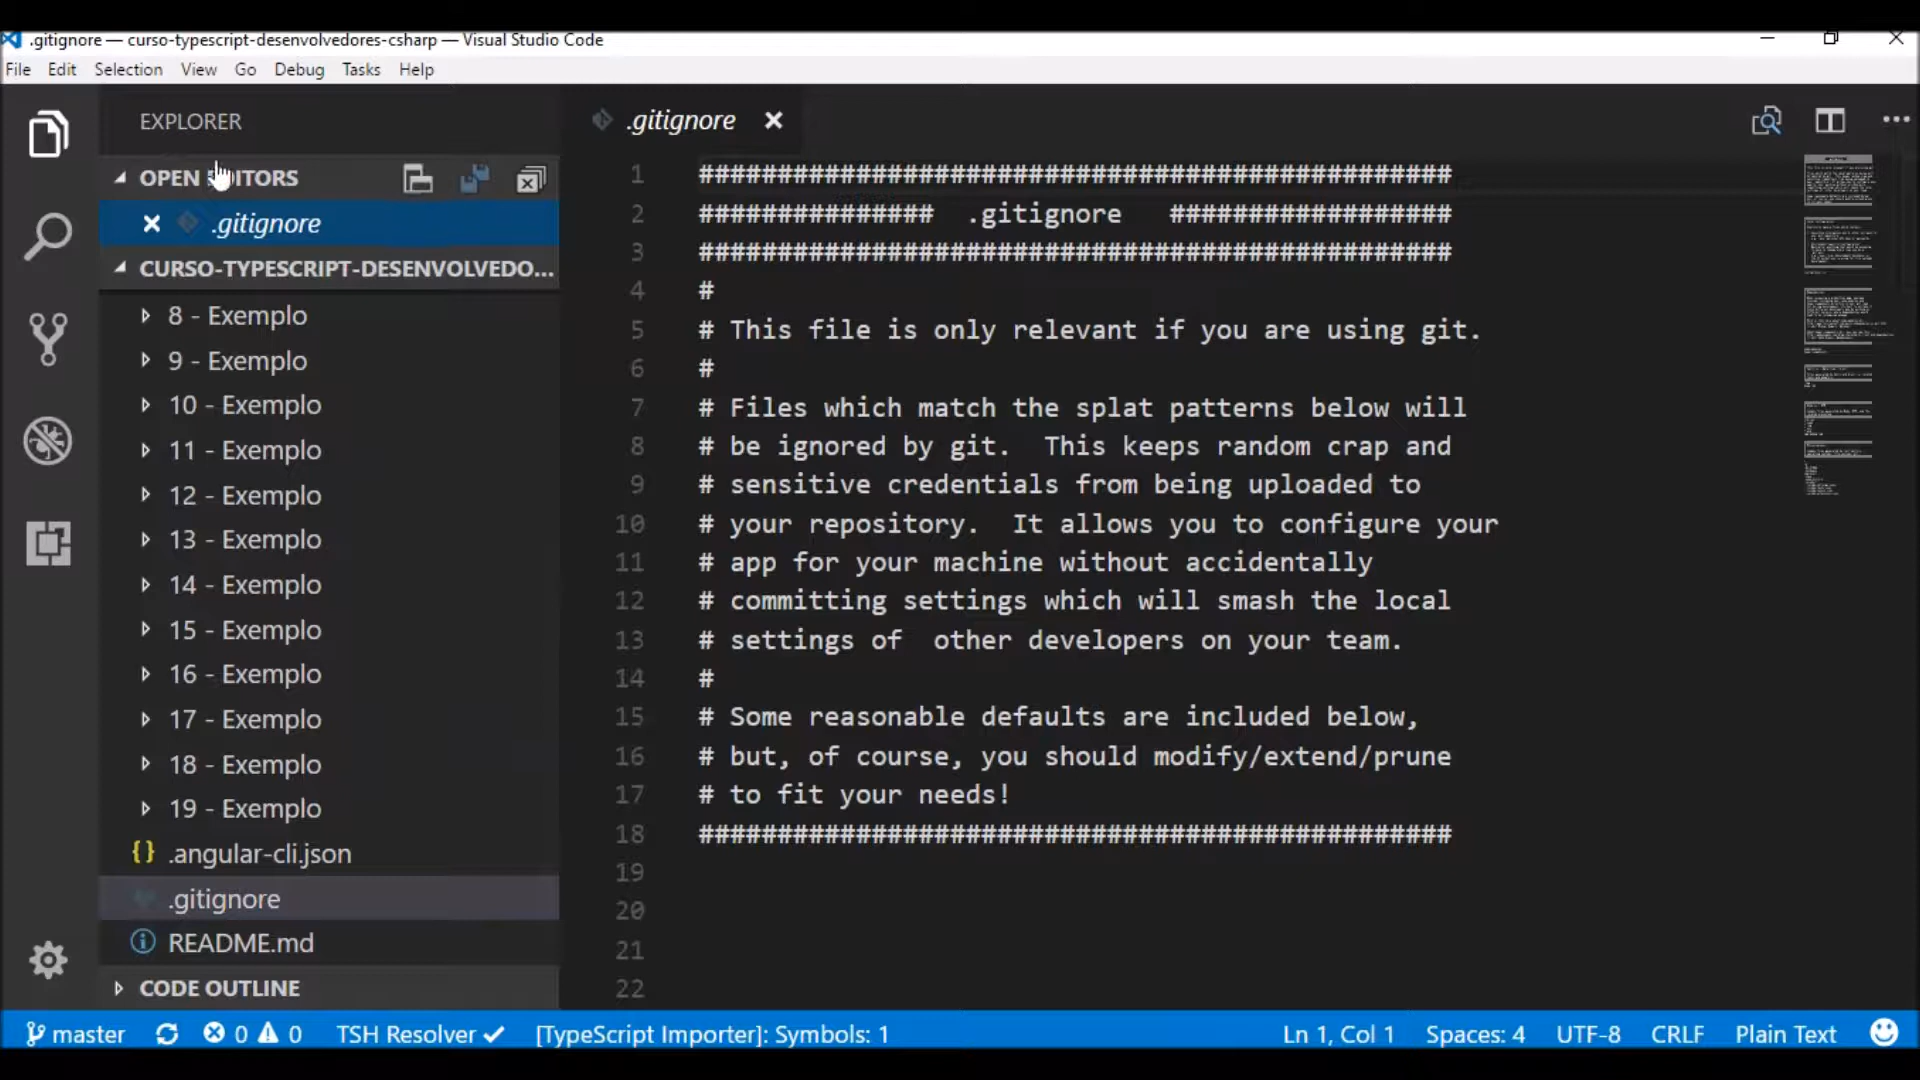 .gitignore — curso-typescript-desenvolvedores-csharp — Visual Studio Code
File Edit Selection View Go Debug Tasks Help
EXPLORER
OPEN EDITORS
.gitignore
CURSO-TYPESCRIPT-DESENVOLVEDO...
8 - Exemplo
9 - Exemplo
10 - Exemplo
11 - Exemplo
12 - Exemplo
13 - Exemplo
14 - Exemplo
15 - Exemplo
16 - Exemplo
17 - Exemplo
18 - Exemplo
19 - Exemplo
{} .angular-cli.json
.gitignore
README.md
CODE OUTLINE
.gitignore
1 ################################################
2 ############### .gitignore ##################
3 ################################################
4 #
5 # This file is only relevant if you are using git.
6 #
7 # Files which match the splat patterns below will
8 # be ignored by git.  This keeps random crap and
9 # sensitive credentials from being uploaded to
10 # your repository.  It allows you to configure your
11 # app for your machine without accidentally
12 # committing settings which will smash the local
13 # settings of  other developers on your team.
14 #
15 # Some reasonable defaults are included below,
16 # but, of course, you should modify/extend/prune
17 # to fit your needs!
18 ################################################
19
20
21
22
master 0 0 TSH Resolver [TypeScript Importer]: Symbols: 1 Ln 1, Col 1 Spaces: 4 UTF-8 CRLF Plain Text